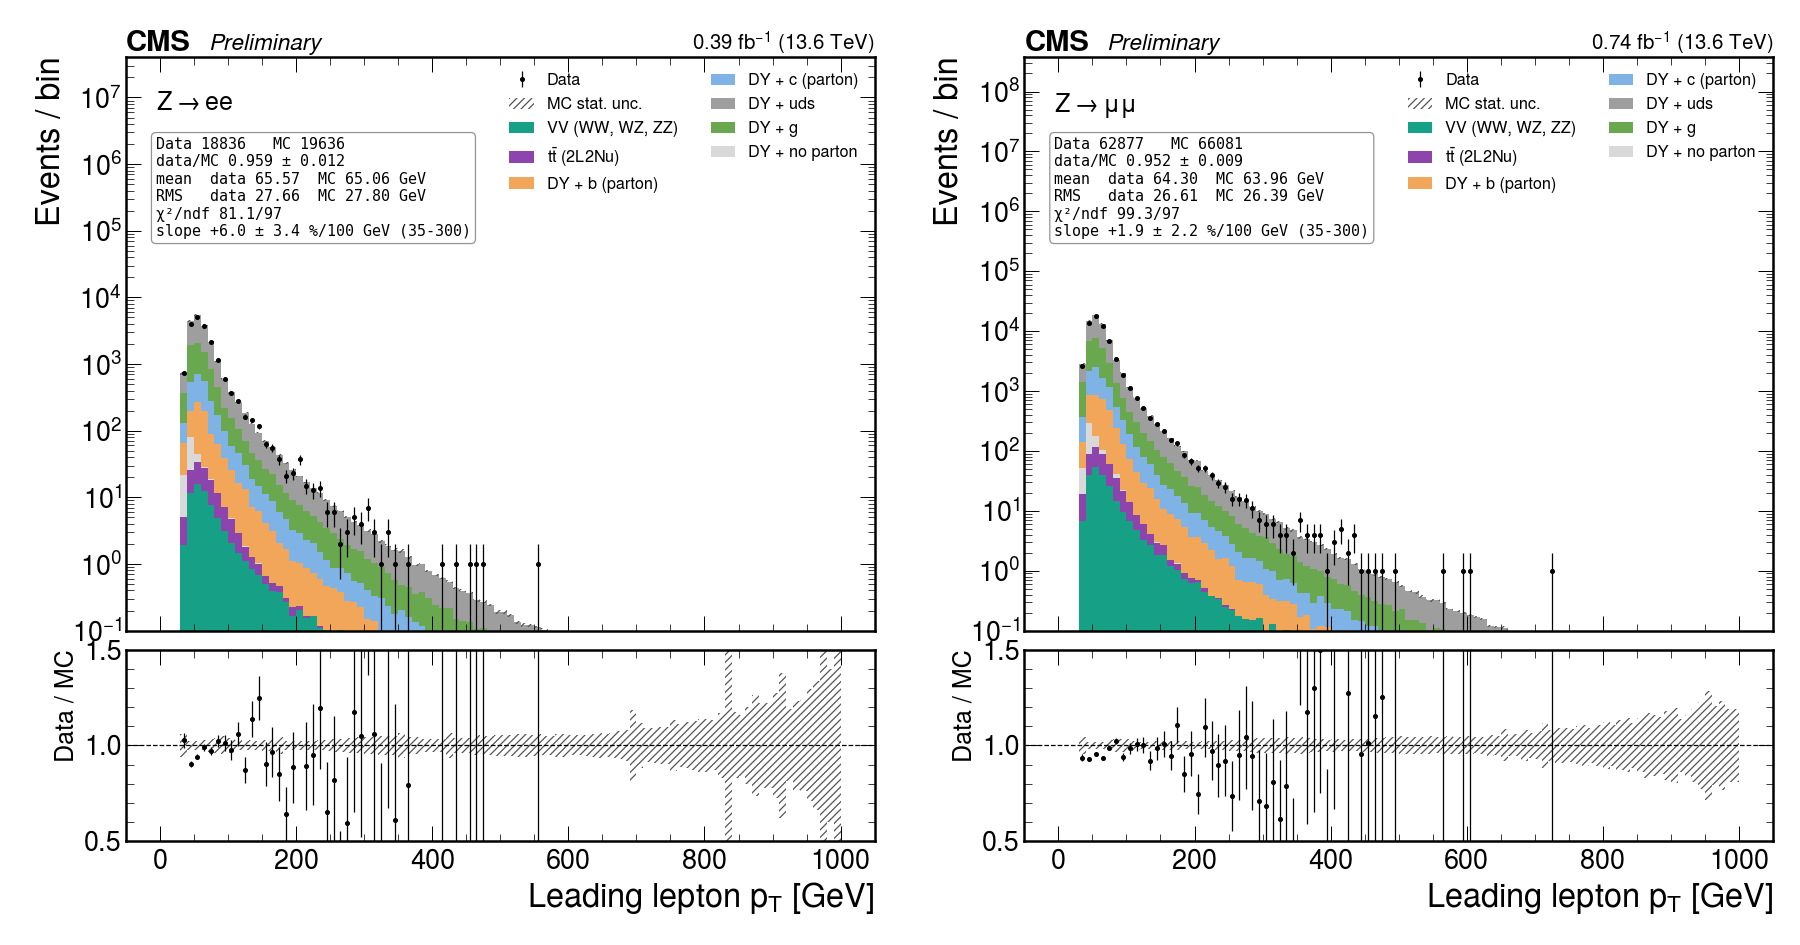 CMS Preliminary 0.39 fb⁻¹ (13.6 TeV)
Events / bin
10⁷
10⁶
10⁵
10⁴
10³
10²
10¹
10⁰
10⁻¹
Z → ee
Data 18836 MC 19636
data/MC 0.959 ± 0.012
mean data 65.57 MC 65.06 GeV
RMS data 27.66 MC 27.80 GeV
χ²/ndf 81.1/97
slope +6.0 ± 3.4 %/100 GeV (35-300)
Data
MC stat. unc.
VV (WW, WZ, ZZ)
tt̄ (2L2Nu)
DY + b (parton)
DY + c (parton)
DY + uds
DY + g
DY + no parton
Data / MC
1.5
1.0
0.5
0 200 400 600 800 1000
Leading lepton p_T [GeV]
CMS Preliminary 0.74 fb⁻¹ (13.6 TeV)
Events / bin
10⁸
10⁷
10⁶
10⁵
10⁴
10³
10²
10¹
10⁰
10⁻¹
Z → μμ
Data 62877 MC 66081
data/MC 0.952 ± 0.009
mean data 64.30 MC 63.96 GeV
RMS data 26.61 MC 26.39 GeV
χ²/ndf 99.3/97
slope +1.9 ± 2.2 %/100 GeV (35-300)
Data
MC stat. unc.
VV (WW, WZ, ZZ)
tt̄ (2L2Nu)
DY + b (parton)
DY + c (parton)
DY + uds
DY + g
DY + no parton
Data / MC
1.5
1.0
0.5
0 200 400 600 800 1000
Leading lepton p_T [GeV]